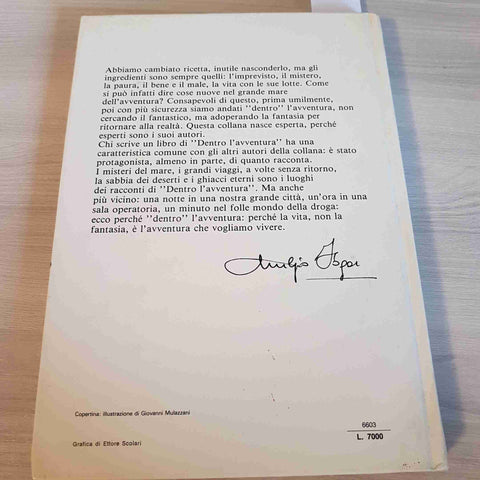 Abbiamo cambiato ricetta, inutile nasconderlo, ma gli
ingredienti sono sempre quelli: l'imprevisto, il mistero,
la paura, il bene e il male, la vita con le sue lotte. Come
si può infatti dire cose nuove nel grande mare
dell'avventura? Consapevoli di questo, prima umilmente,
poi con più sicurezza siamo andati "dentro" l'avventura, non
cercando il fantastico, ma adoperando la fantasia per
ritornare alla realtà. Questa collana nasce esperta, perché
esperti sono i suoi autori.
Chi scrive un libro di "Dentro l'avventura" ha una
caratteristica comune con gli altri autori della collana: è stato
protagonista, almeno in parte, di quanto racconta.
I misteri del mare, i grandi viaggi, a volte senza ritorno,
la sabbia dei deserti e i ghiacci eterni sono i luoghi
dei racconti di "Dentro l'avventura". Ma anche
più vicino: una notte in una nostra grande città, un'ora in una
sala operatoria, un minuto nel folle mondo della droga:
ecco perché "dentro" l'avventura: perché la vita, non la
fantasia, è l'avventura che vogliamo vivere.
Copertina: illustrazione di Giovanni Mulazzani
Grafica di Ettore Scolari
6603
L. 7000